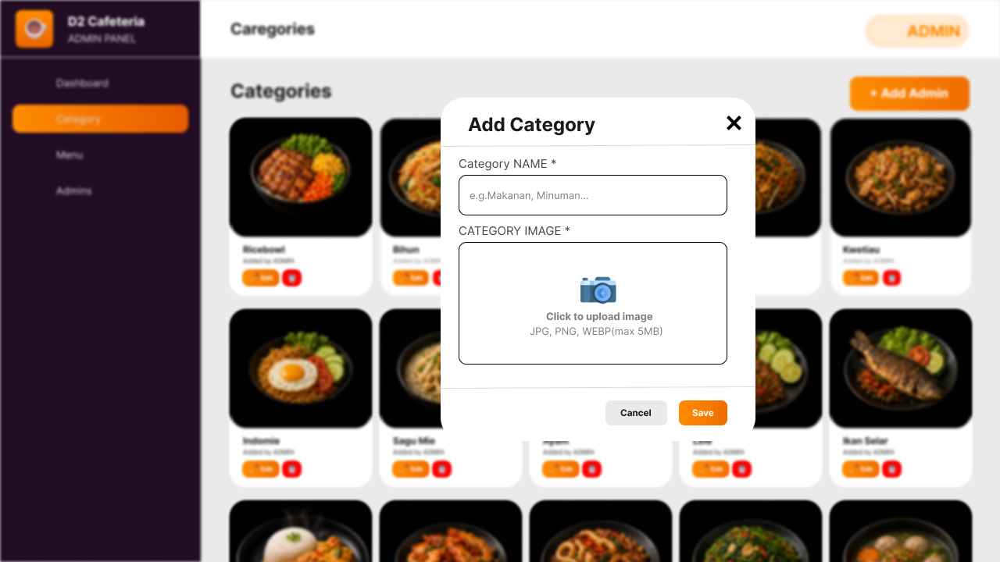 D2 Cafeteria
ADMIN PANEL
Caregories
ADMIN
Dashboard
Category
Menu
Admins
Categories
+ Add Admin
Add Category
Category NAME *
e.g.Makanan, Minuman...
CATEGORY IMAGE *
Click to upload image
JPG, PNG, WEBP(max 5MB)
Cancel
Save
Ricebowl
Added by ADMIN
Edit
Bihun
Added by ADMIN
Edit
Kwetiau
Added by ADMIN
Edit
Indomie
Added by ADMIN
Edit
Sagu Mie
Added by ADMIN
Edit
Added by ADMIN
Edit
Added by ADMIN
Edit
Ikan Selar
Added by ADMIN
Edit